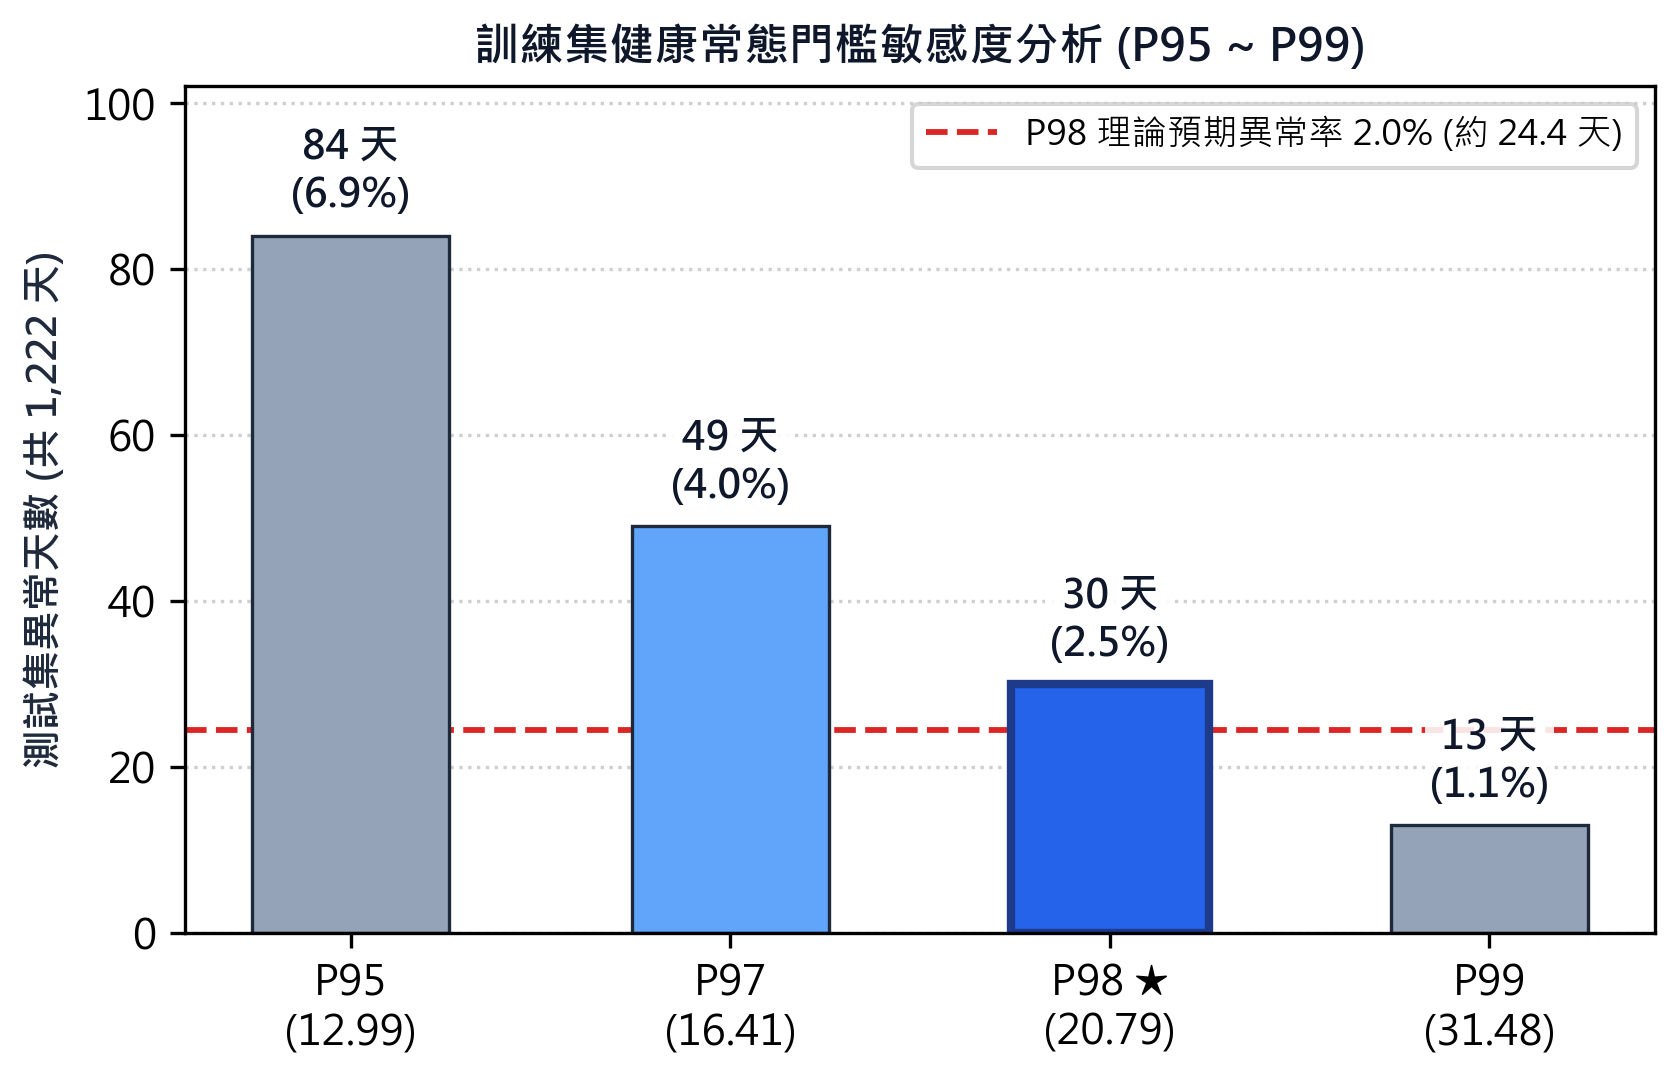 訓練集健康常態門檻敏感度分析 (P95 ~ P99)
P98 理論預期異常率 2.0% (約 24.4 天)
測試集異常天數 (共 1,222 天)
100
80
60
40
20
0
84 天
(6.9%)
49 天
(4.0%)
30 天
(2.5%)
13 天
(1.1%)
P95
(12.99)
P97
(16.41)
P98 ★
(20.79)
P99
(31.48)